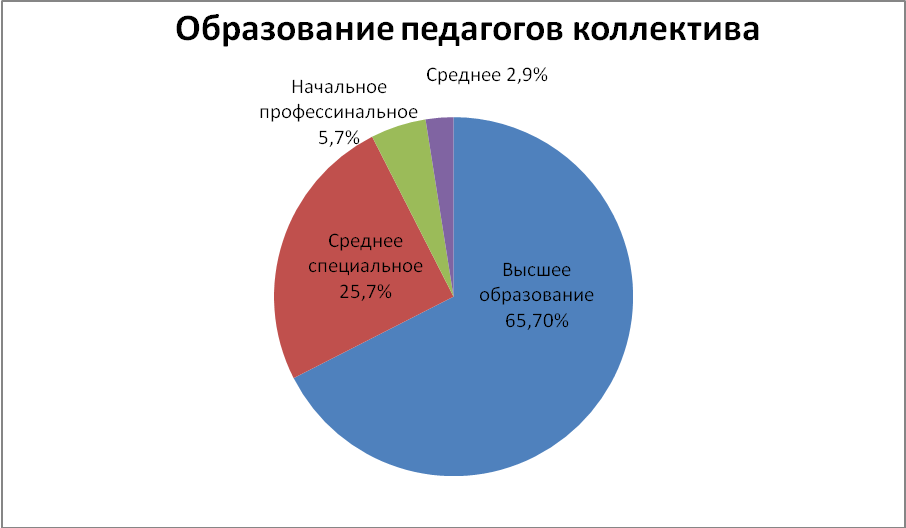 Образование педагогов коллектива
Среднее 2,9%
Начальное
профессинальное
5,7%
Среднее
специальное
25,7%
Высшее
образование
65,70%